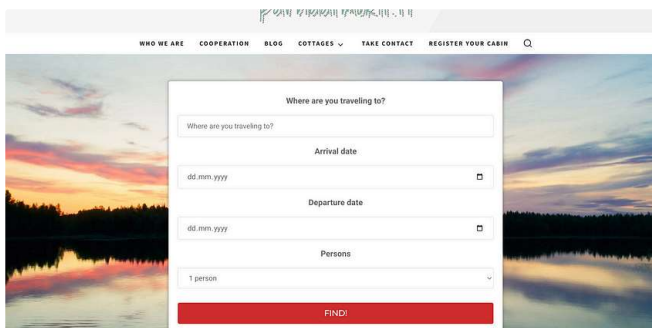 WHO WE ARE COOPERATION BLOG COTTAGES TAKE CONTACT REGISTER YOUR CABIN
Where are you traveling to?
Where are you traveling to?
Arrival date
dd.mm.yyyy
Departure date
dd.mm.yyyy
Persons
1 person
FIND!